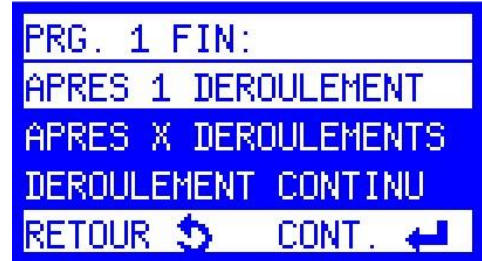 PRG. 1 FIN:
APRES 1 DEROULEMENT
APRES X DEROULEMENTS
DEROULEMENT CONTINU
RETOUR CONT.